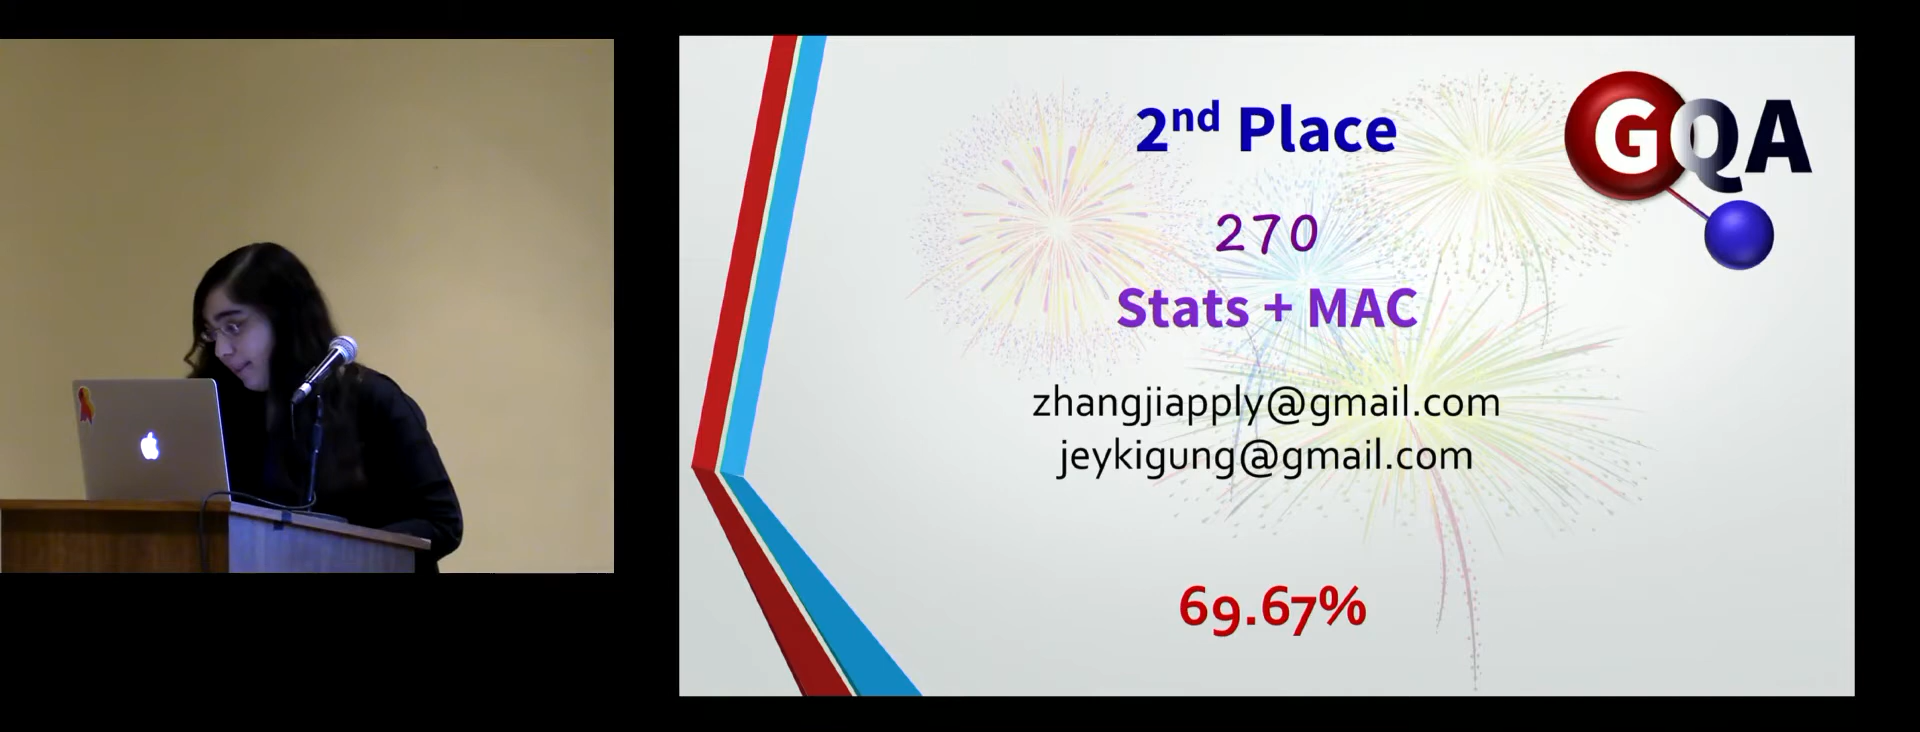 2nd Place
GQA
270
Stats + MAC
zhangjiapply@gmail.com
jeykigung@gmail.com
69.67%